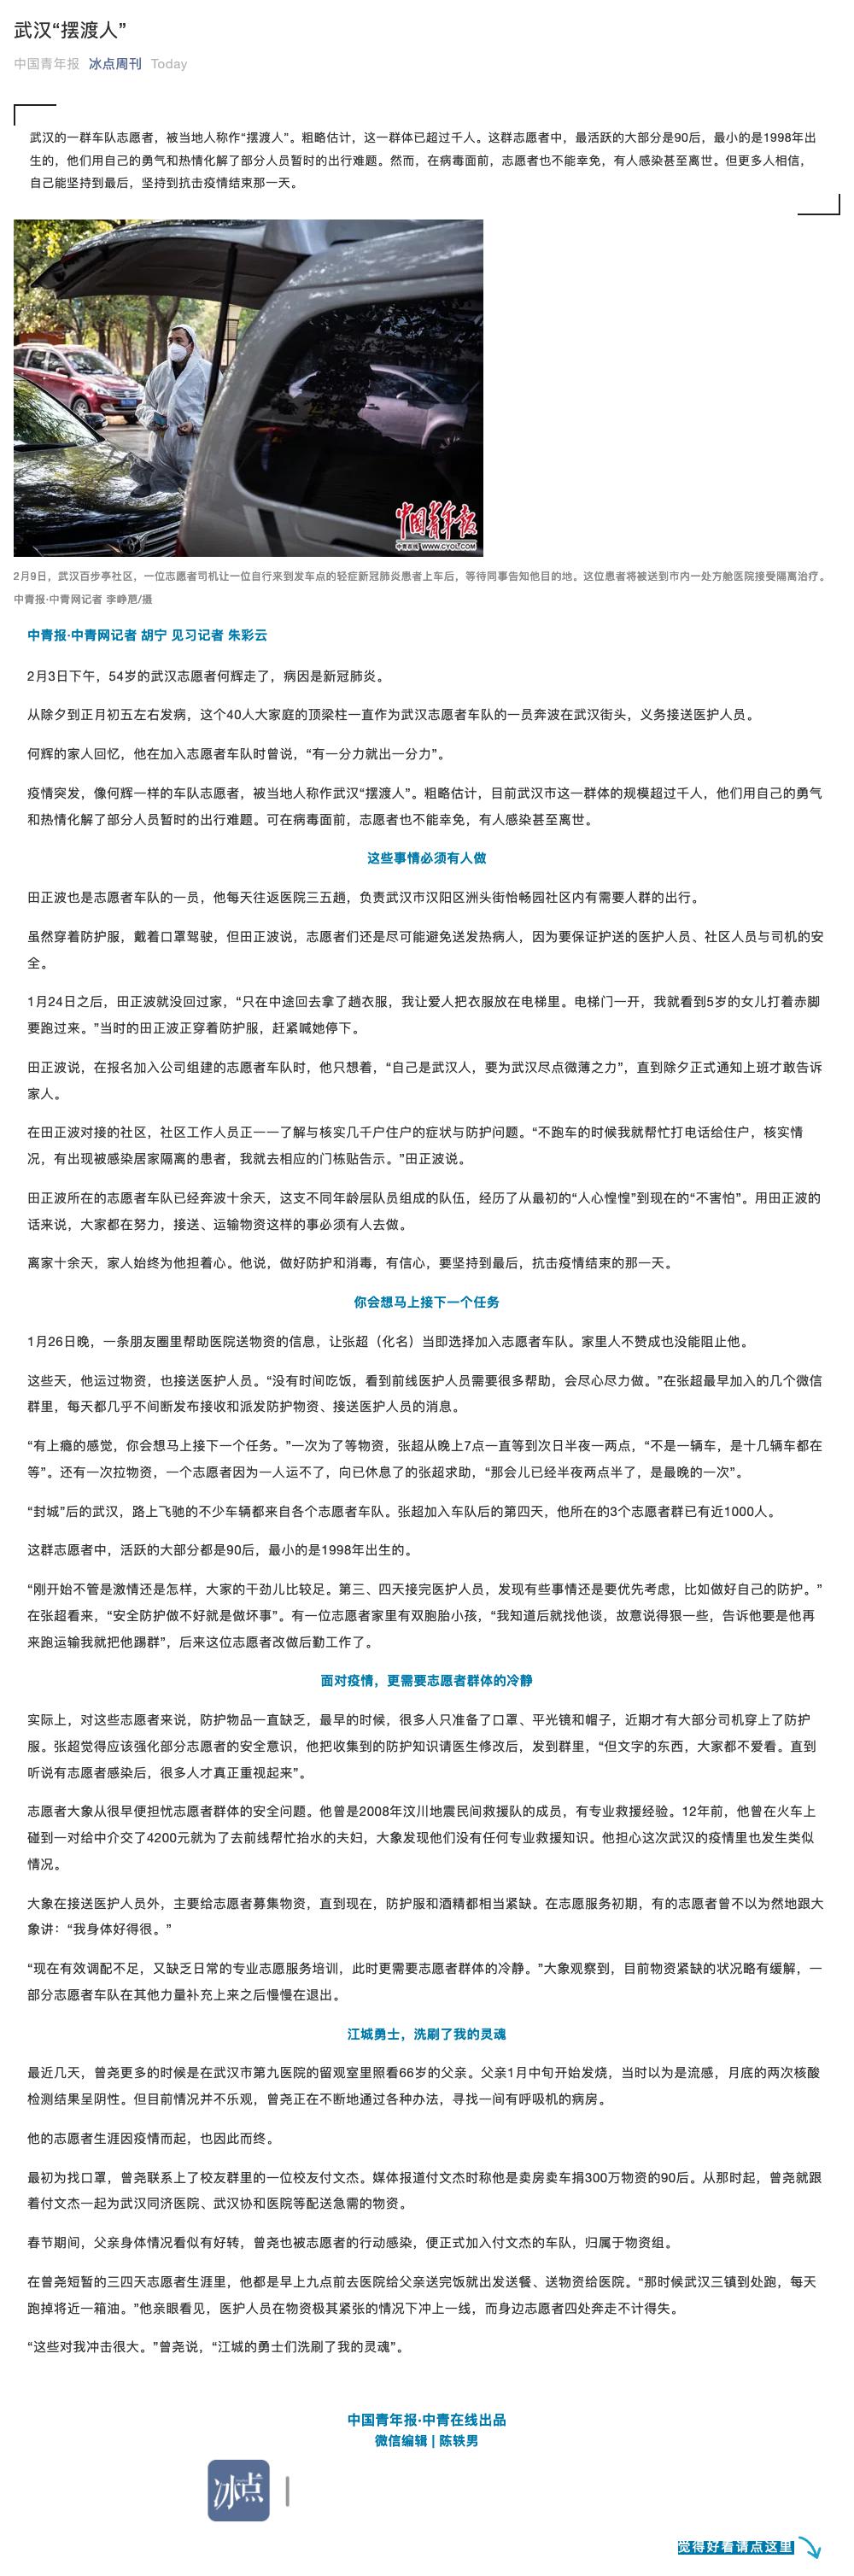 武汉“摆渡人”
中国青年报 冰点周刊 Today
武汉的一群车队志愿者，被当地人称作“摆渡人”。粗略估计，这一群体已超过千人。这群志愿者中，最活跃的大部分是90后，最小的是1998年出
生的，他们用自己的勇气和热情化解了部分人员暂时的出行难题。然而，在病毒面前，志愿者也不能幸免，有人感染甚至离世。但更多人相信，
自己能坚持到最后，坚持到抗击疫情结束那一天。
中国青年报
中青在线 WWW.CYOL.COM
2月9日，武汉百步亭社区，一位志愿者司机让一位自行来到发车点的轻症新冠肺炎患者上车后，等待同事告知他目的地。这位患者将被送到市内一处方舱医院接受隔离治疗。
中青报·中青网记者 李峥苨/摄
中青报·中青网记者 胡宁 见习记者 朱彩云
2月3日下午，54岁的武汉志愿者何辉走了，病因是新冠肺炎。
从除夕到正月初五左右发病，这个40人大家庭的顶梁柱一直作为武汉志愿者车队的一员奔波在武汉街头，义务接送医护人员。
何辉的家人回忆，他在加入志愿者车队时曾说，“有一分力就出一分力”。
疫情突发，像何辉一样的车队志愿者，被当地人称作武汉“摆渡人”。粗略估计，目前武汉市这一群体的规模超过千人，他们用自己的勇气
和热情化解了部分人员暂时的出行难题。可在病毒面前，志愿者也不能幸免，有人感染甚至离世。
这些事情必须有人做
田正波也是志愿者车队的一员，他每天往返医院三五趟，负责武汉市汉阳区洲头街怡畅园社区内有需要人群的出行。
虽然穿着防护服，戴着口罩驾驶，但田正波说，志愿者们还是尽可能避免送发热病人，因为要保证护送的医护人员、社区人员与司机的安
全。
1月24日之后，田正波就没回过家，“只在中途回去拿了趟衣服，我让爱人把衣服放在电梯里。电梯门一开，我就看到5岁的女儿打着赤脚
要跑过来。”当时的田正波正穿着防护服，赶紧喊她停下。
田正波说，在报名加入公司组建的志愿者车队时，他只想着，“自己是武汉人，要为武汉尽点微薄之力”，直到除夕正式通知上班才敢告诉
家人。
在田正波对接的社区，社区工作人员正一一了解与核实几千户住户的症状与防护问题。“不跑车的时候我就帮忙打电话给住户，核实情
况，有出现被感染居家隔离的患者，我就去相应的门栋贴告示。”田正波说。
田正波所在的志愿者车队已经奔波十余天，这支不同年龄层队员组成的队伍，经历了从最初的“人心惶惶”到现在的“不害怕”。用田正波的
话来说，大家都在努力，接送、运输物资这样的事必须有人去做。
离家十余天，家人始终为他担着心。他说，做好防护和消毒，有信心，要坚持到最后，抗击疫情结束的那一天。
你会想马上接下一个任务
1月26日晚，一条朋友圈里帮助医院送物资的信息，让张超（化名）当即选择加入志愿者车队。家里人不赞成也没能阻止他。
这些天，他运过物资，也接送医护人员。“没有时间吃饭，看到前线医护人员需要很多帮助，会尽心尽力做。”在张超最早加入的几个微信
群里，每天都几乎不间断发布接收和派发防护物资、接送医护人员的消息。
“有上瘾的感觉，你会想马上接下一个任务。”一次为了等物资，张超从晚上7点一直等到次日半夜一两点，“不是一辆车，是十几辆车都在
等”。还有一次拉物资，一个志愿者因为一人运不了，向已休息了的张超求助，“那会儿已经半夜两点半了，是最晚的一次”。
“封城”后的武汉，路上飞驰的不少车辆都来自各个志愿者车队。张超加入车队后的第四天，他所在的3个志愿者群已有近1000人。
这群志愿者中，活跃的大部分都是90后，最小的是1998年出生的。
“刚开始不管是激情还是怎样，大家的干劲儿比较足。第三、四天接完医护人员，发现有些事情还是要优先考虑，比如做好自己的防护。”
在张超看来，“安全防护做不好就是做坏事”。有一位志愿者家里有双胞胎小孩，“我知道后就找他谈，故意说得狠一些，告诉他要是他再
来跑运输我就把他踢群”，后来这位志愿者改做后勤工作了。
面对疫情，更需要志愿者群体的冷静
实际上，对这些志愿者来说，防护物品一直缺乏，最早的时候，很多人只准备了口罩、平光镜和帽子，近期才有大部分司机穿上了防护
服。张超觉得应该强化部分志愿者的安全意识，他把收集到的防护知识请医生修改后，发到群里，“但文字的东西，大家都不爱看。直到
听说有志愿者感染后，很多人才真正重视起来”。
志愿者大象从很早便担忧志愿者群体的安全问题。他曾是2008年汶川地震民间救援队的成员，有专业救援经验。12年前，他曾在火车上
碰到一对给中介交了4200元就为了去前线帮忙抬水的夫妇，大象发现他们没有任何专业救援知识。他担心这次武汉的疫情里也发生类似
情况。
大象在接送医护人员外，主要给志愿者募集物资，直到现在，防护服和酒精都相当紧缺。在志愿服务初期，有的志愿者曾不以为然地跟大
象讲：“我身体好得很。”
“现在有效调配不足，又缺乏日常的专业志愿服务培训，此时更需要志愿者群体的冷静。”大象观察到，目前物资紧缺的状况略有缓解，一
部分志愿者车队在其他力量补充上来之后慢慢在退出。
江城勇士，洗刷了我的灵魂
最近几天，曾尧更多的时候是在武汉市第九医院的留观室里照看66岁的父亲。父亲1月中旬开始发烧，当时以为是流感，月底的两次核酸
检测结果呈阴性。但目前情况并不乐观，曾尧正在不断地通过各种办法，寻找一间有呼吸机的病房。
他的志愿者生涯因疫情而起，也因此而终。
最初为找口罩，曾尧联系上了校友群里的一位校友付文杰。媒体报道付文杰时称他是卖房卖车捐300万物资的90后。从那时起，曾尧就跟
着付文杰一起为武汉同济医院、武汉协和医院等配送急需的物资。
春节期间，父亲身体情况看似有好转，曾尧也被志愿者的行动感染，便正式加入付文杰的车队，归属于物资组。
在曾尧短暂的三四天志愿者生涯里，他都是早上九点前去医院给父亲送完饭就出发送餐、送物资给医院。“那时候武汉三镇到处跑，每天
跑掉将近一箱油。”他亲眼看见，医护人员在物资极其紧张的情况下冲上一线，而身边志愿者四处奔走不计得失。
“这些对我冲击很大。”曾尧说，“江城的勇士们洗刷了我的灵魂”。
中国青年报·中青在线出品
微信编辑 | 陈轶男
冰点
觉得好看请点这里